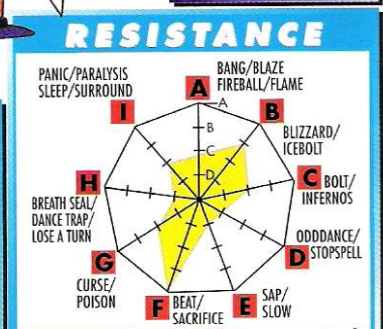 RESISTANCE
A
BANG/BLAZE
FIREBALL/FLAME
B
BLIZZARD/
ICEBOLT
C
BOLT/
INFERNOS
D
ODDDANCE/
STOPSPELL
E
SAP/
SLOW
F
BEAT/
SACRIFICE
G
CURSE/
POISON
H
BREATH SEAL/
DANCE TRAP/
LOSE A TURN
I
PANIC/PARALYSIS
SLEEP/SURROUND
A
B
C
D